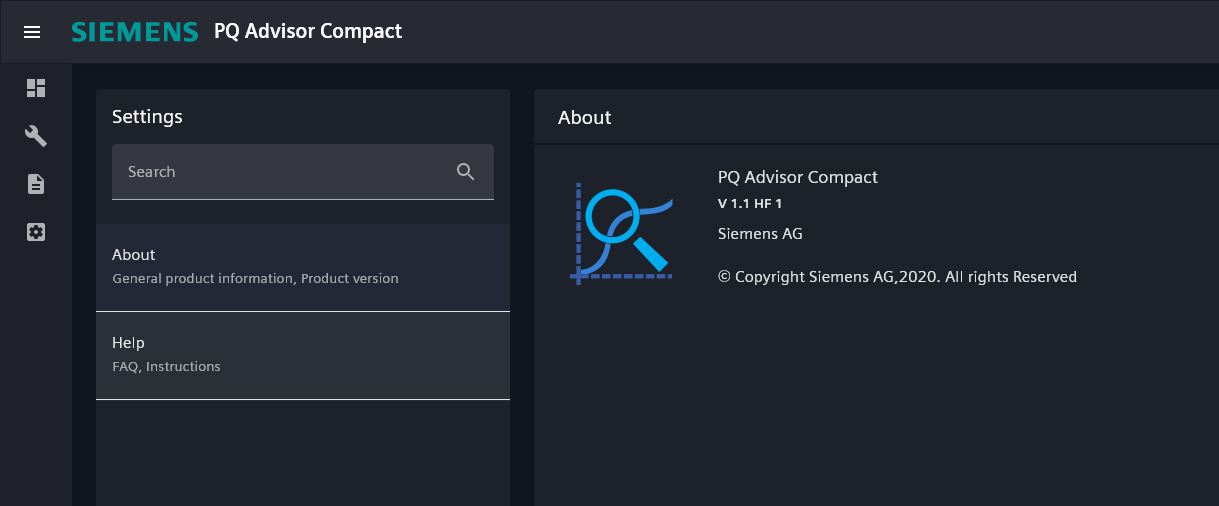 SIEMENS PQ Advisor Compact
Settings
Search
About
General product information, Product version
Help
FAQ, Instructions
About
PQ Advisor Compact
V 1.1 HF 1
Siemens AG
© Copyright Siemens AG,2020. All rights Reserved